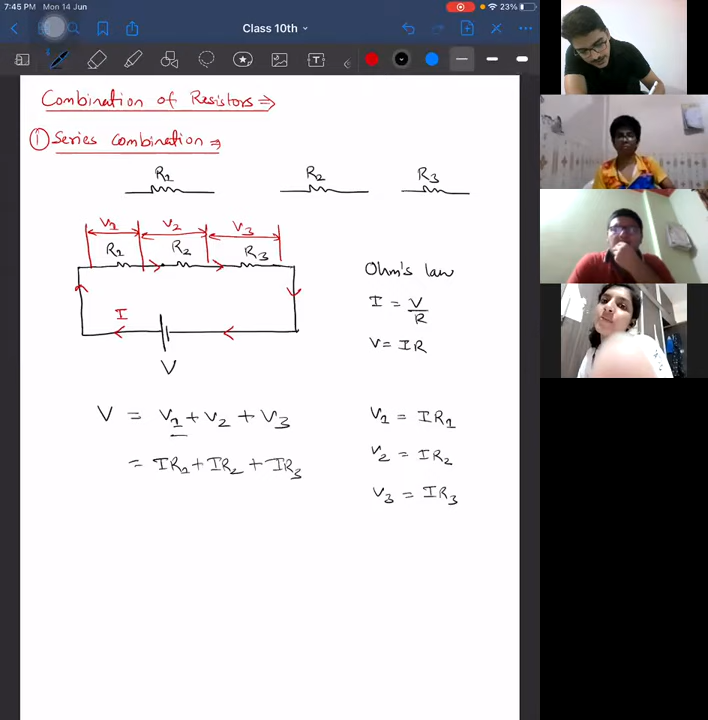 7:45 PM Mon 14 Jun
23%
Class 10th
Combination of Resistors ⇒
① Series combination ⇒
R1 R2 R3
V1 V2 V3
R1 R2 R3
I
V
Ohm's law
I = V/R
V = IR
V = V1 + V2 + V3
= IR1 + IR2 + IR3
V1 = IR1
V2 = IR2
V3 = IR3